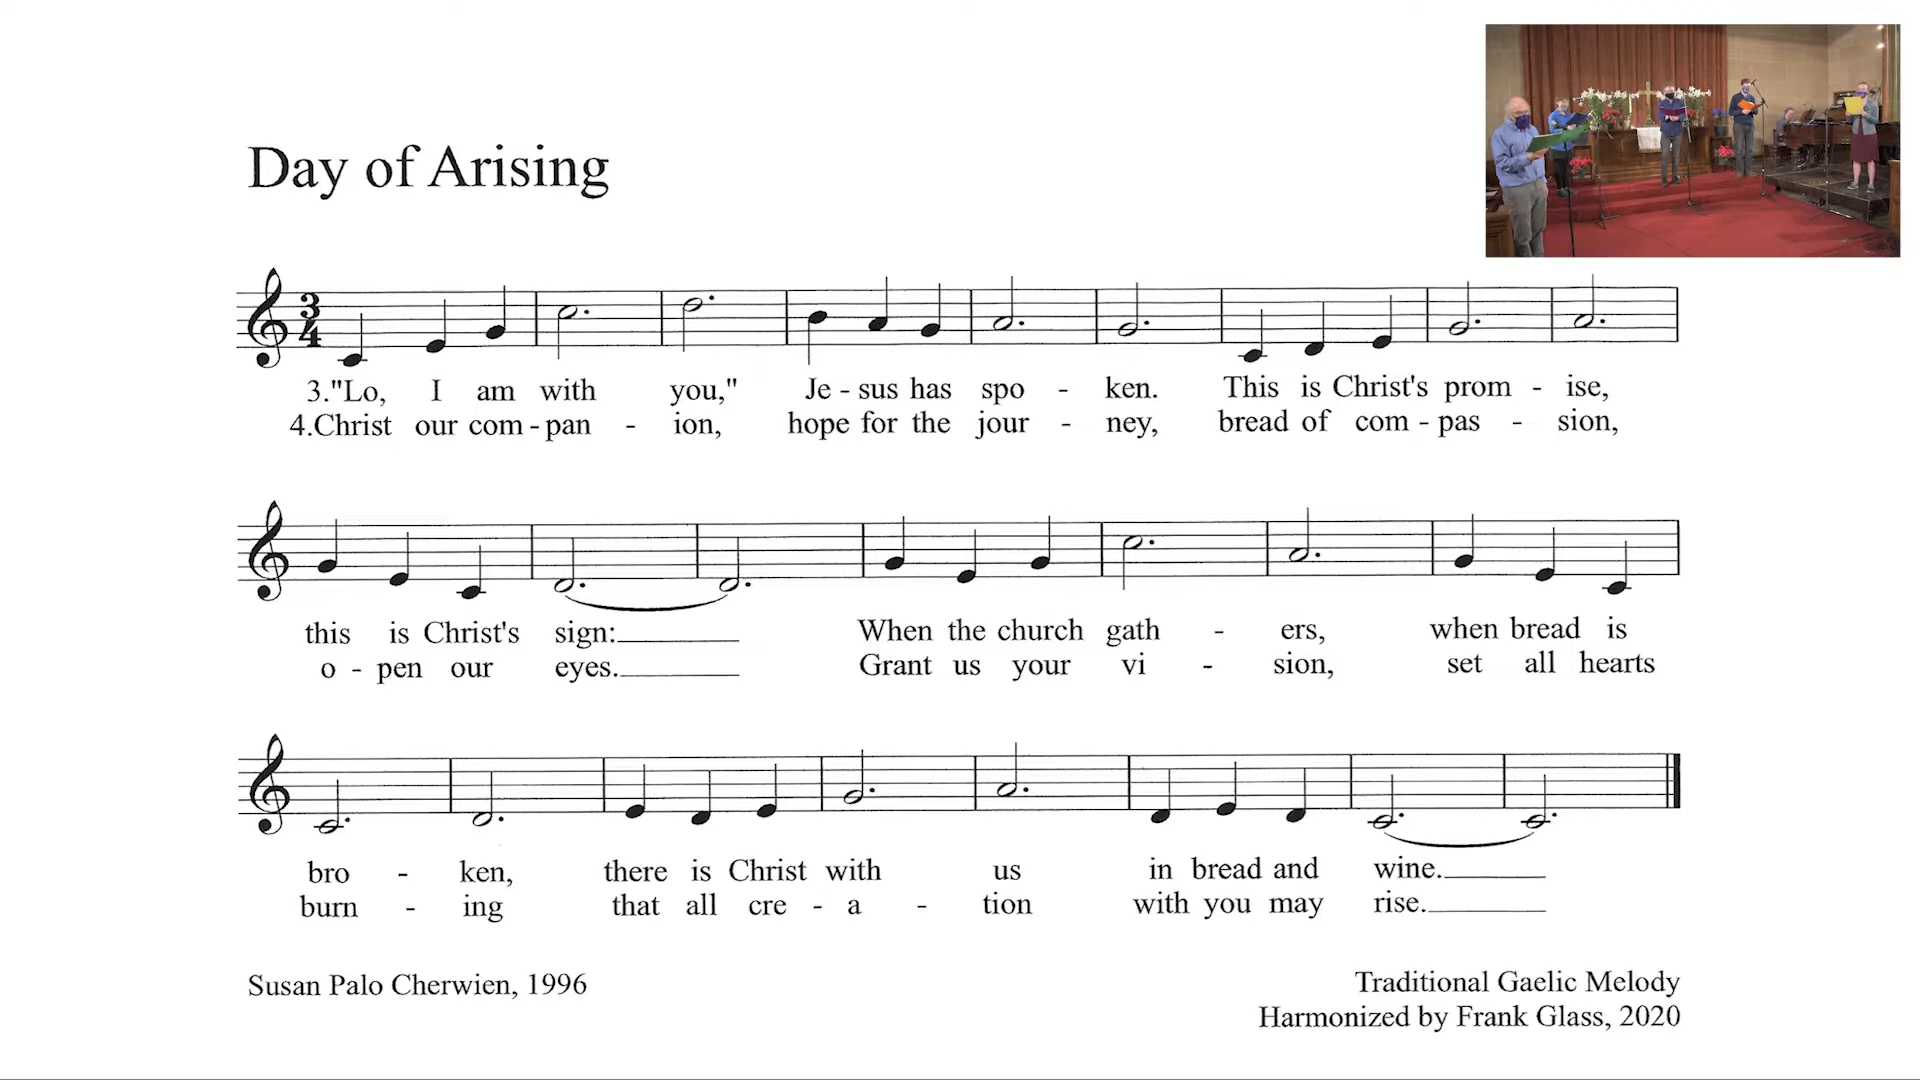 Day of Arising
3."Lo, I am with you," Je - sus has spo - ken. This is Christ's prom - ise,
4.Christ our com - pan - ion, hope for the jour - ney, bread of com - pas - sion,
this is Christ's sign:______ When the church gath - ers, when bread is
o - pen our eyes.______ Grant us your vi - sion, set all hearts
bro - ken, there is Christ with us in bread and wine.______
burn - ing that all cre - a - tion with you may rise.______
Susan Palo Cherwien, 1996
Traditional Gaelic Melody
Harmonized by Frank Glass, 2020